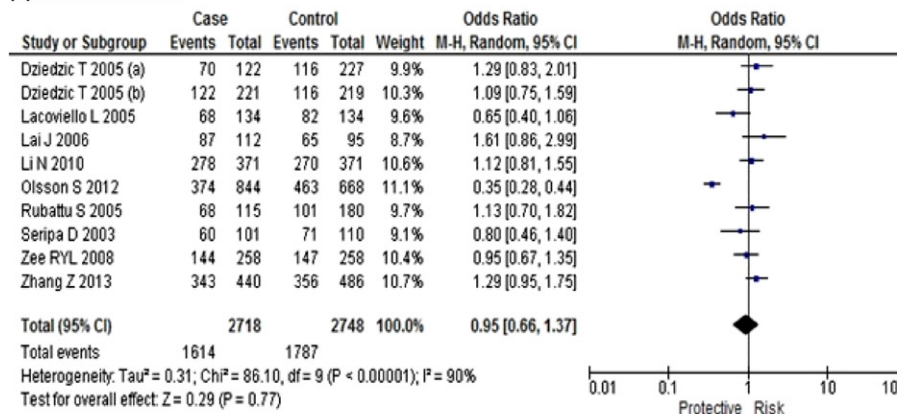 Case Control Odds Ratio Odds Ratio
Study or Subgroup Events Total Events Total Weight M-H, Random, 95% CI M-H, Random, 95% CI
Dziedzic T 2005 (a) 70 122 116 227 9.9% 1.29 [0.83, 2.01]
Dziedzic T 2005 (b) 122 221 116 219 10.3% 1.09 [0.75, 1.59]
Lacoviello L 2005 68 134 82 134 9.6% 0.65 [0.40, 1.06]
Lai J 2006 87 112 65 95 8.7% 1.61 [0.86, 2.99]
Li N 2010 278 371 270 371 10.6% 1.12 [0.81, 1.55]
Olsson S 2012 374 844 463 668 11.1% 0.35 [0.28, 0.44]
Rubattu S 2005 68 115 101 180 9.7% 1.13 [0.70, 1.82]
Seripa D 2003 60 101 71 110 9.1% 0.80 [0.46, 1.40]
Zee RYL 2008 144 258 147 258 10.4% 0.95 [0.67, 1.35]
Zhang Z 2013 343 440 356 486 10.7% 1.29 [0.95, 1.75]
Total (95% CI) 2718 2748 100.0% 0.95 [0.66, 1.37]
Total events 1614 1787
Heterogeneity: Tau² = 0.31; Chi² = 86.10, df = 9 (P < 0.00001); I² = 90%
Test for overall effect: Z = 0.29 (P = 0.77)
0.01 0.1 1 10 10
Protective Risk